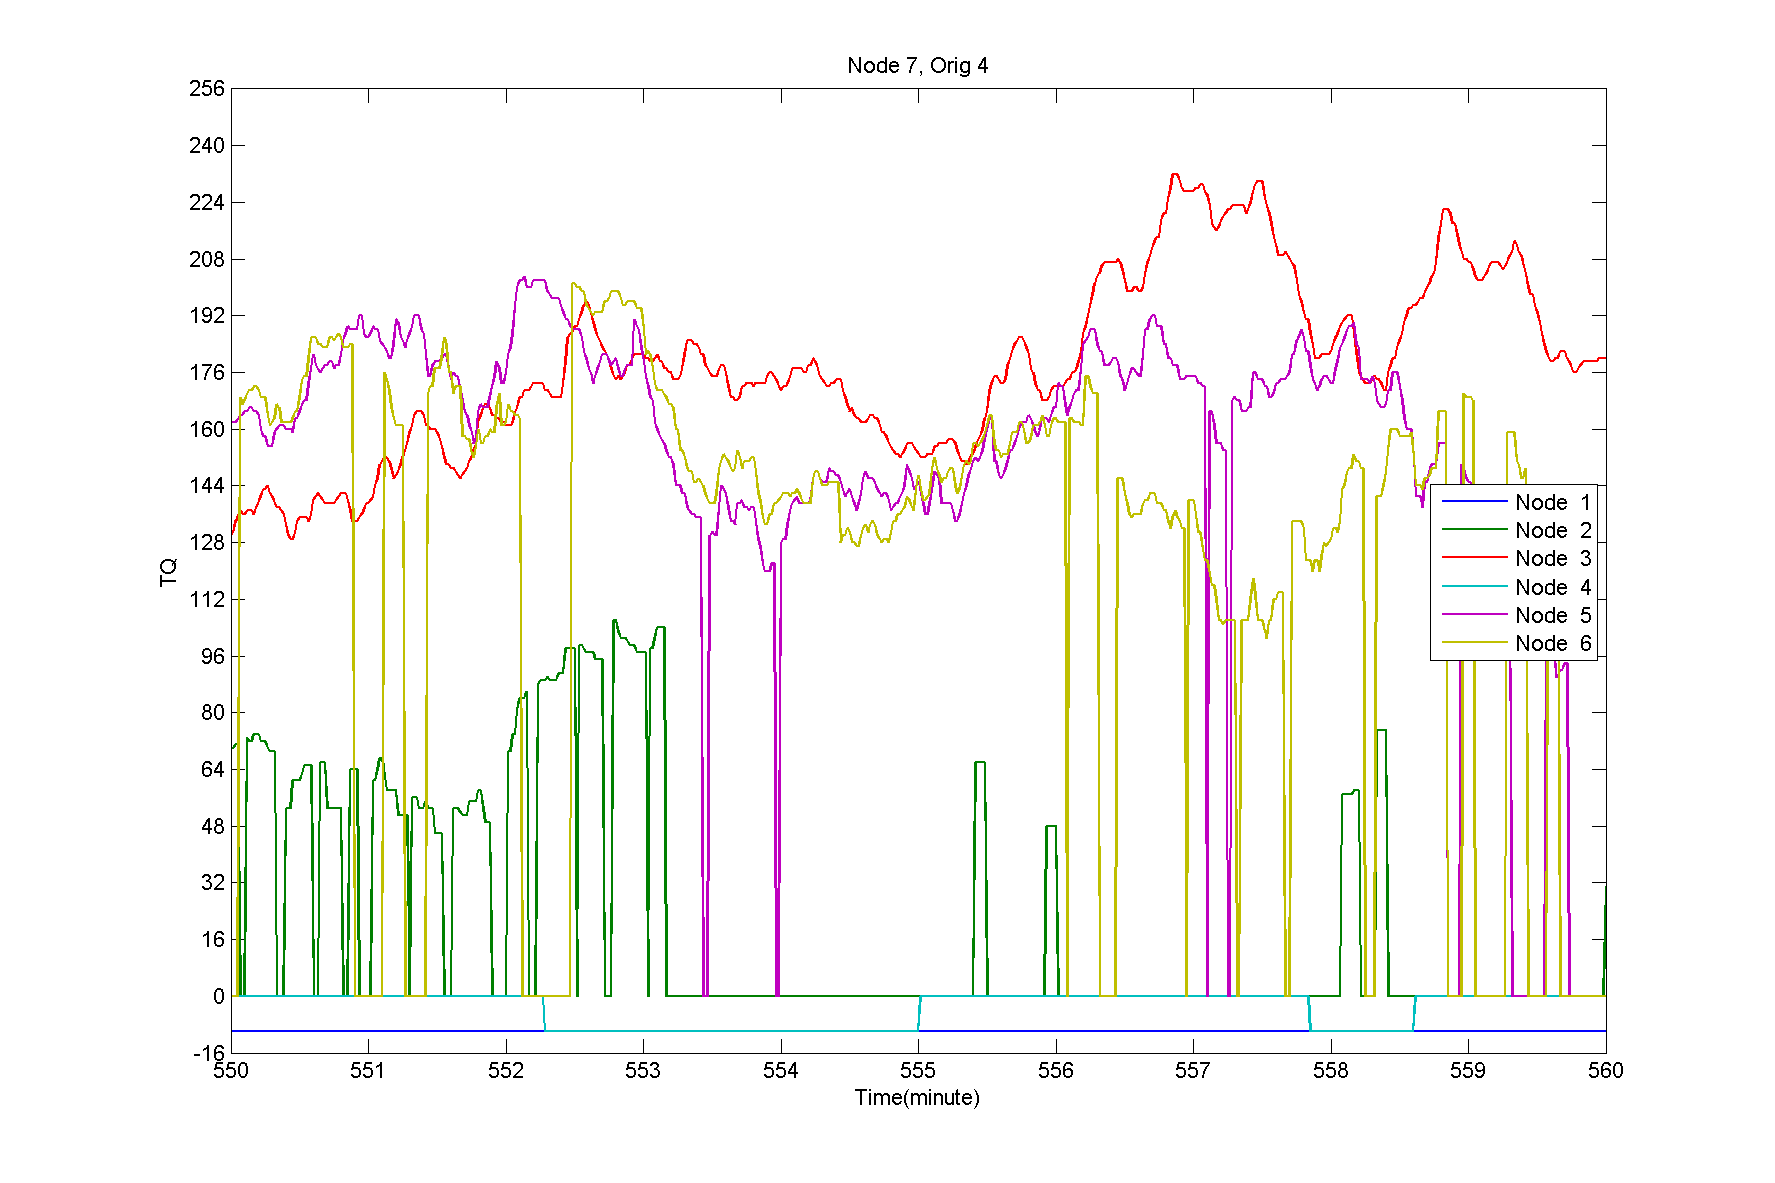 Node 7, Orig 4
256
240
224
208
192
176
160
144
128
112
96
80
64
48
32
16
0
-16
TQ
Node 1
Node 2
Node 3
Node 4
Node 5
Node 6
550 551 552 553 554 555 556 557 558 559 560
Time(minute)